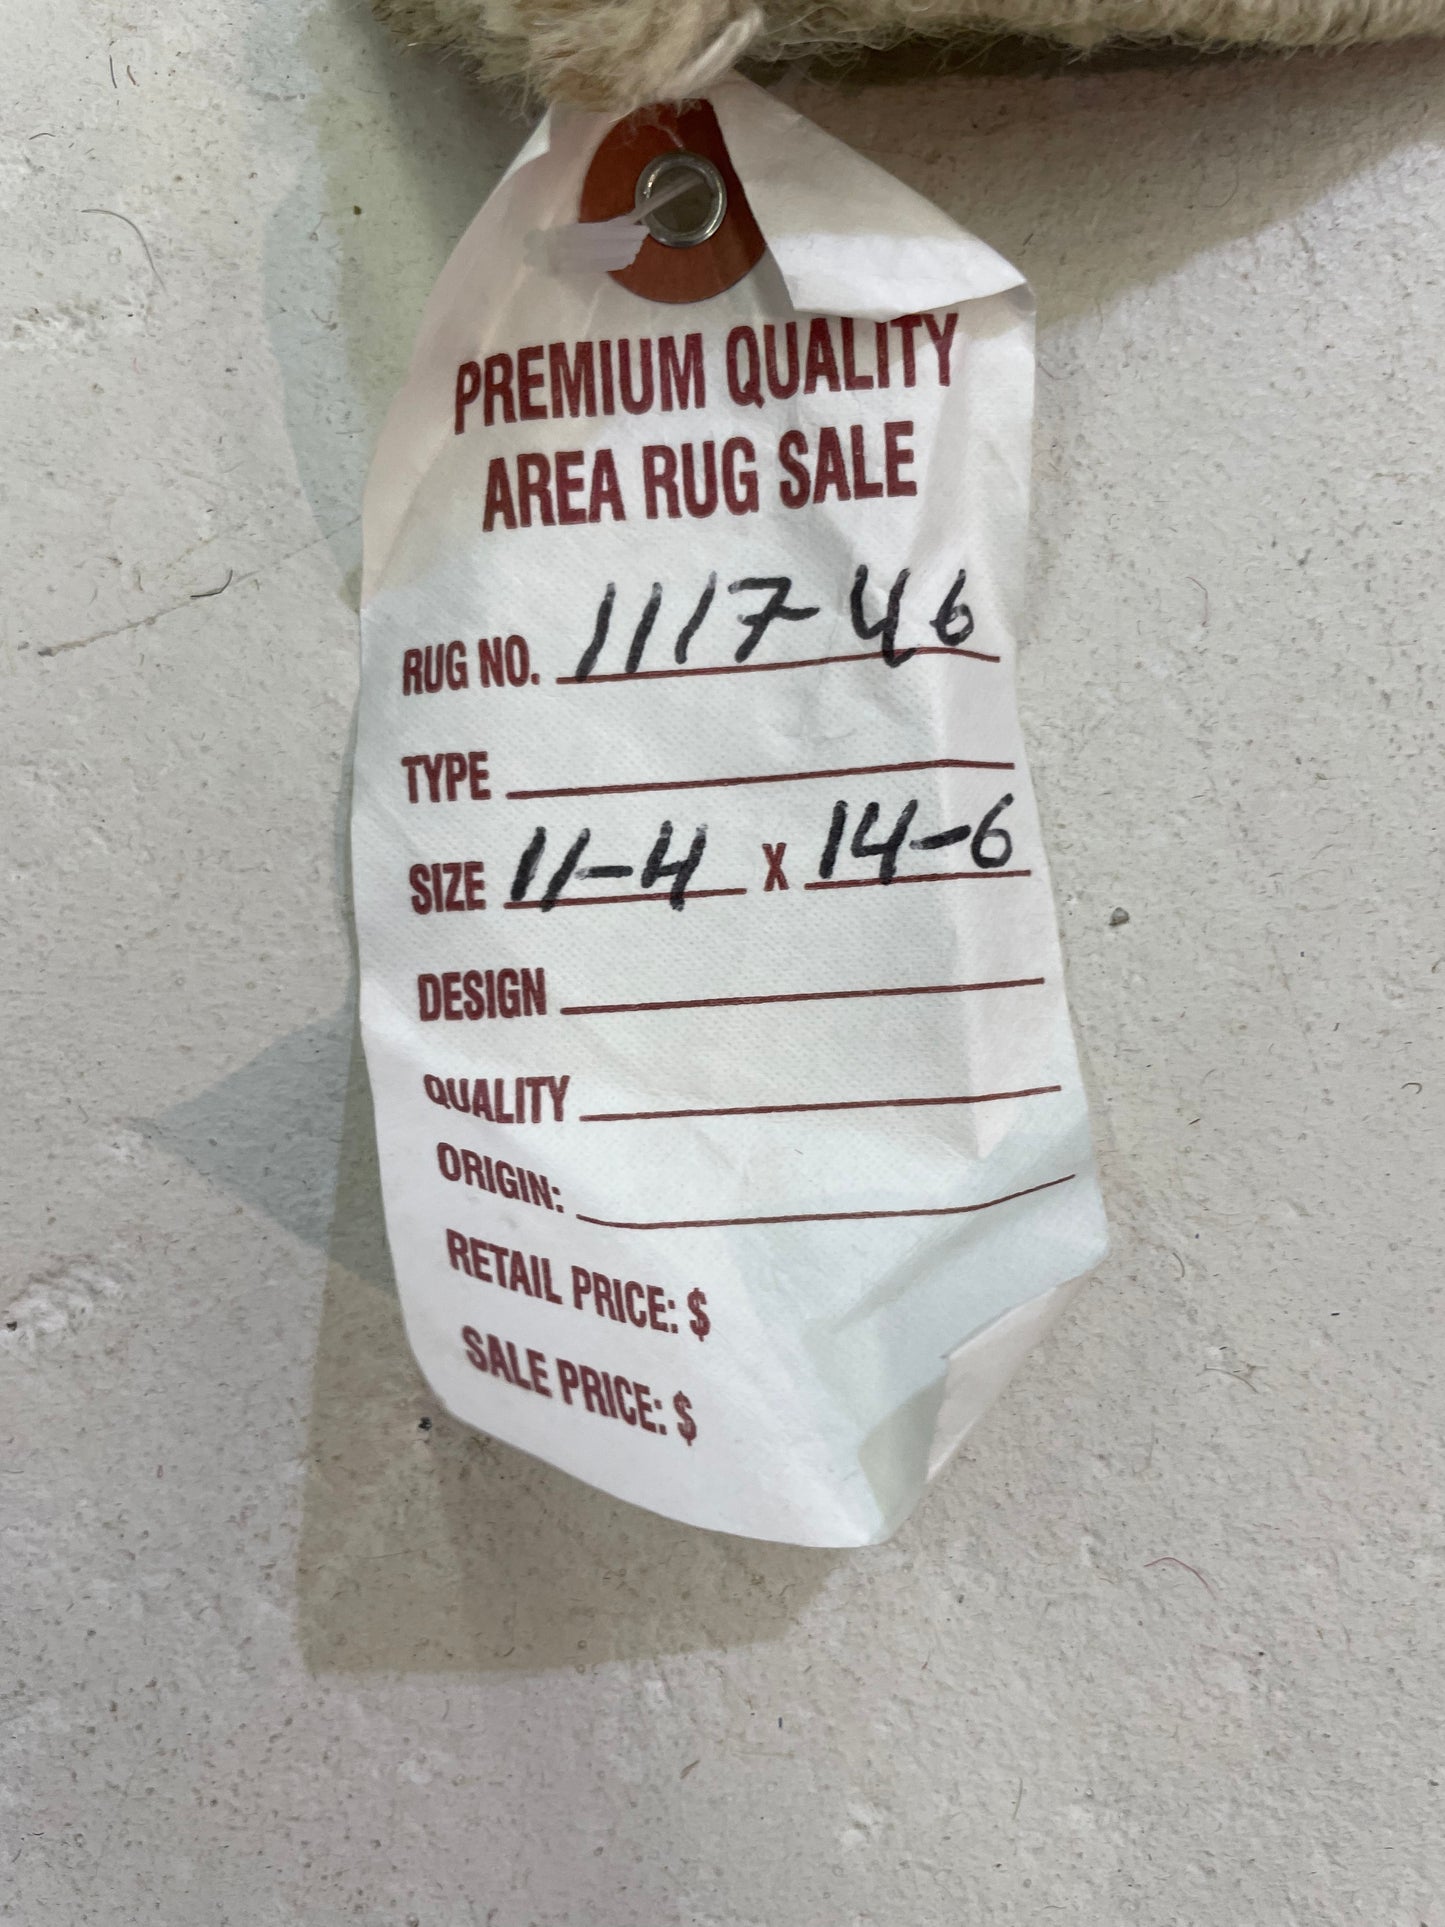 PREMIUM QUALITY
AREA RUG SALE
RUG NO. 111746
TYPE
SIZE 11-4 X 14-6
DESIGN
QUALITY
ORIGIN:
RETAIL PRICE: $
SALE PRICE: $